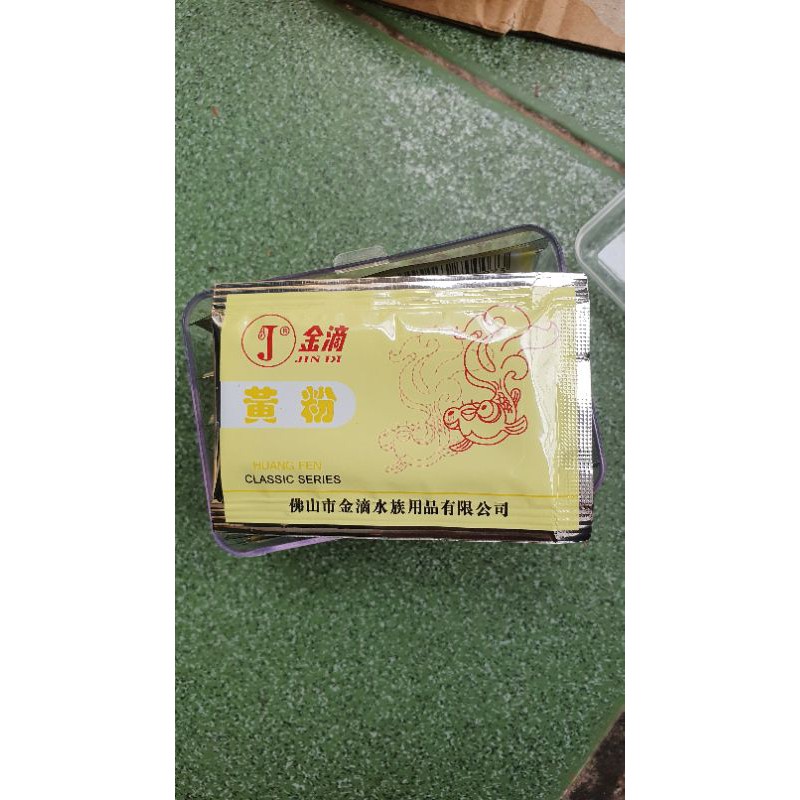 J®
金滴
JIN DI
黄粉
HUANG FEN
CLASSIC SERIES
佛山市金滴水族用品有限公司